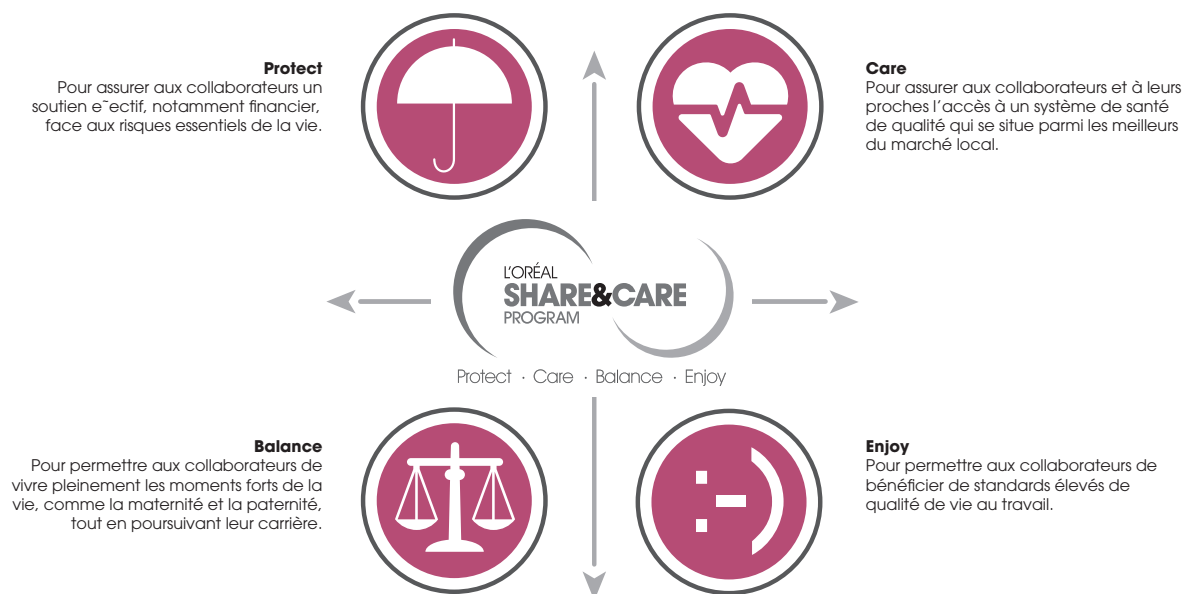 Protect
Pour assurer aux collaborateurs un
soutien e˜ectif, notamment financier,
face aux risques essentiels de la vie.
Care
Pour assurer aux collaborateurs et à leurs
proches l’accès à un système de santé
de qualité qui se situe parmi les meilleurs
du marché local.
L’ORÉAL
SHARE&CARE
PROGRAM
Protect · Care · Balance · Enjoy
Balance
Pour permettre aux collaborateurs de
vivre pleinement les moments forts de la
vie, comme la maternité et la paternité,
tout en poursuivant leur carrière.
Enjoy
Pour permettre aux collaborateurs de
bénéficier de standards élevés de
qualité de vie au travail.